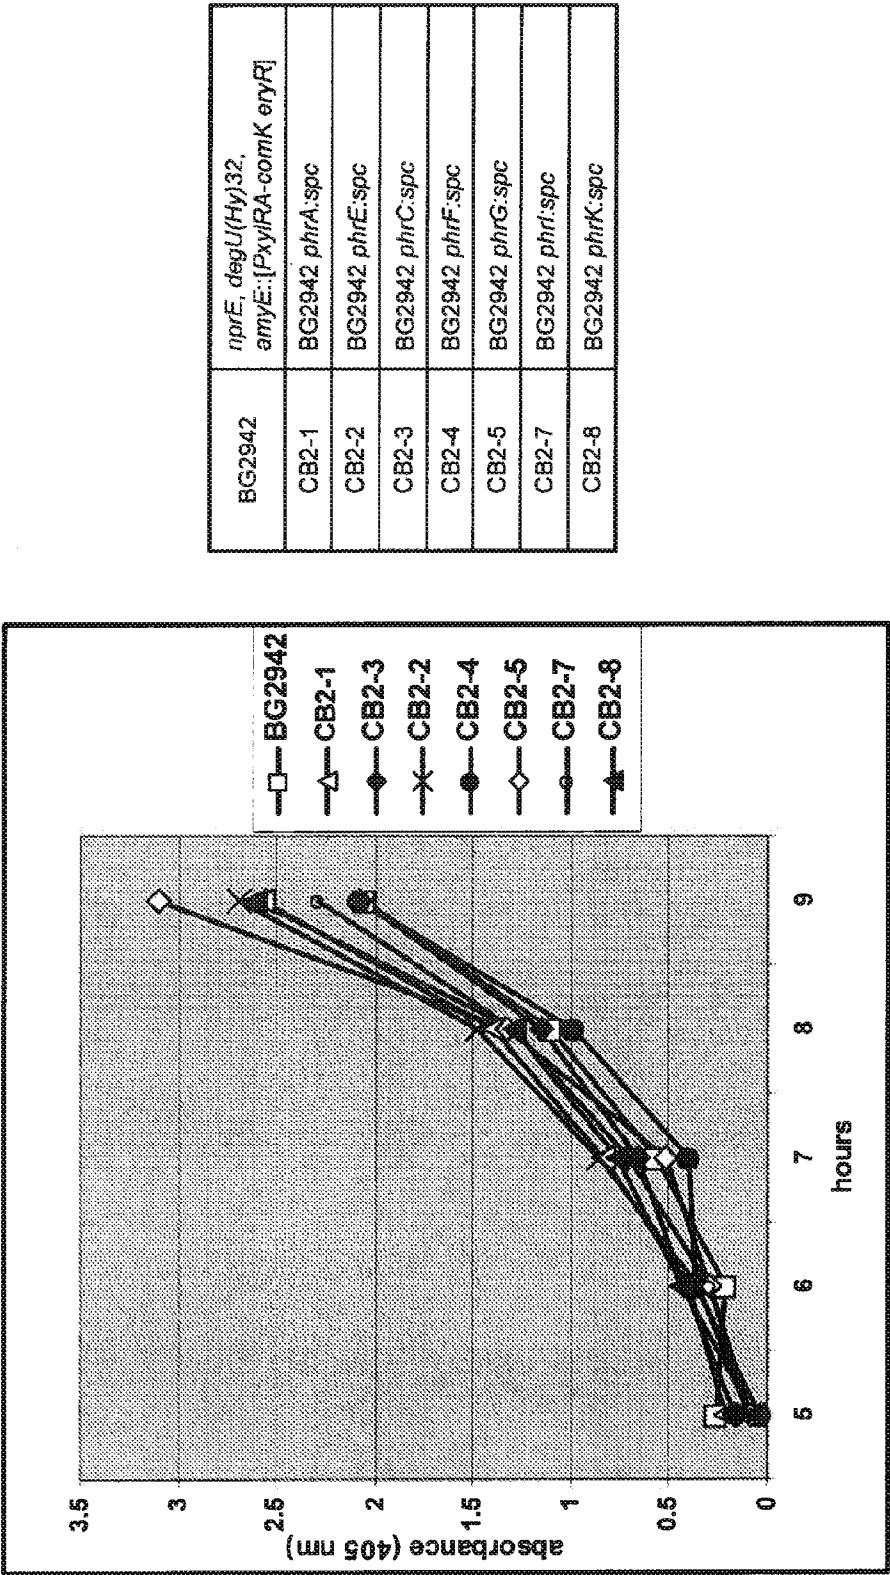 3.5
3
2.5
2
1.5
1
0.5
0
absorbance (405 nm)
5
6
7
8
9
hours
BG2942
CB2-1
CB2-3
CB2-2
CB2-4
CB2-5
CB2-7
CB2-8
BG2942 nprE, degU(Hy)32,
amyE::[PxylRA-comK eryR]
CB2-1 BG2942 phrA:spc
CB2-2 BG2942 phrE:spc
CB2-3 BG2942 phrC:spc
CB2-4 BG2942 phrF:spc
CB2-5 BG2942 phrG:spc
CB2-7 BG2942 phrI:spc
CB2-8 BG2942 phrK:spc